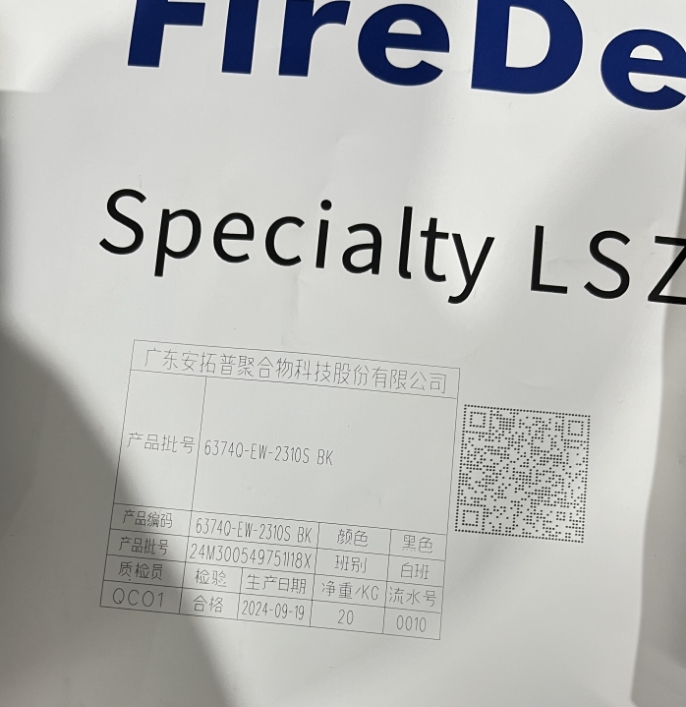 FireDe
Specialty LSZ
广东安拓普聚合物科技股份有限公司
产品批号 63740-EW-2310S BK
产品编码 63740-EW-2310S BK 颜色 黑色
产品批号 24M300549751118X 班别 白班
质检员 检验 生产日期 净重/KG 流水号
QC01 合格 2024-09-19 20 0010